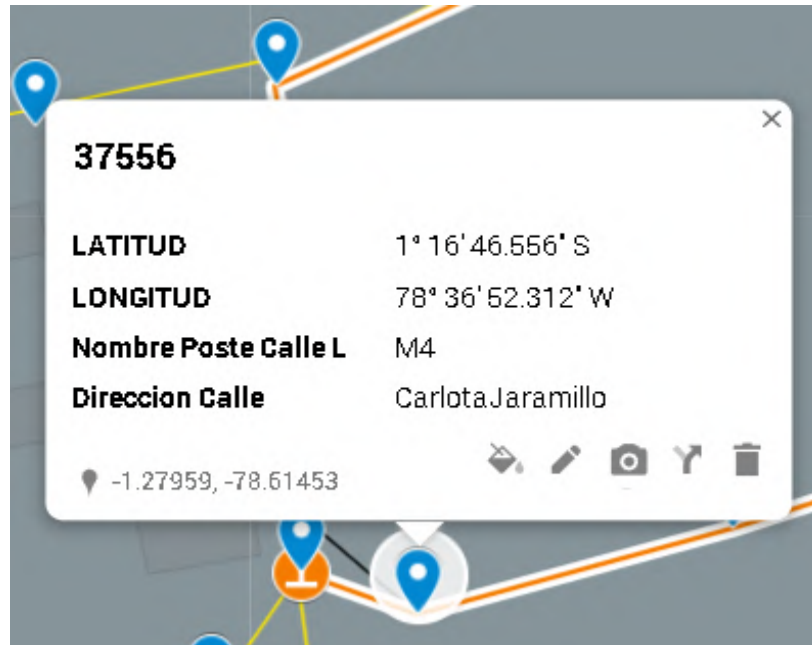 37556
LATITUD 1° 16' 46.556" S
LONGITUD 78° 36' 52.312" W
Nombre Poste Calle L M4
Direccion Calle CarlotaJaramillo
-1.27959, -78.61453